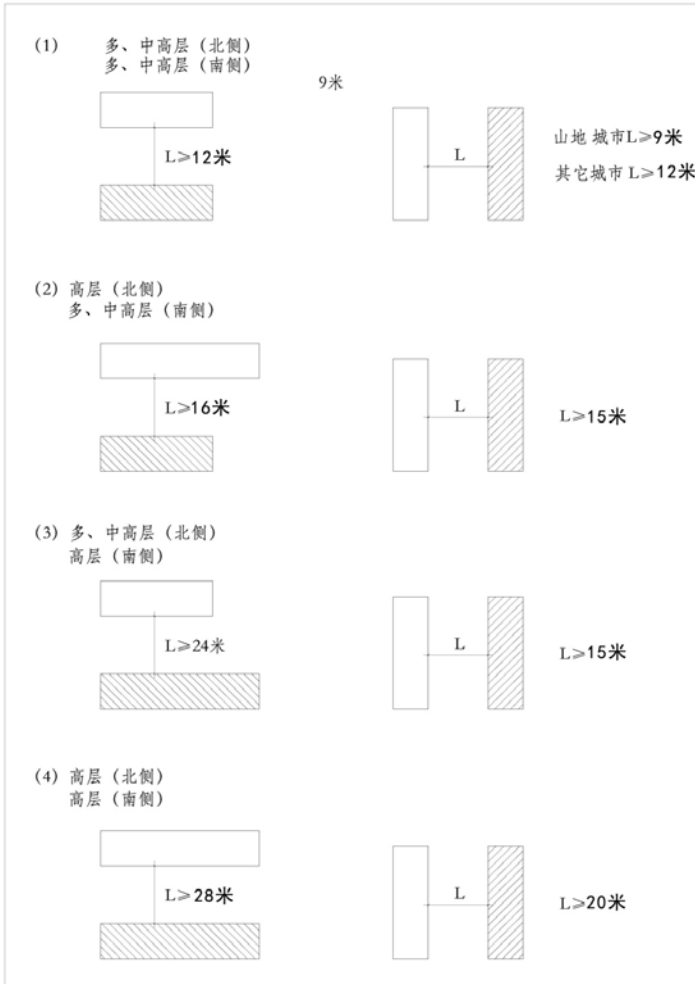 (1) 多、中高层（北侧）
多、中高层（南侧）
9米
L≥12米
L
山地 城市L≥9米
其它城市 L≥12米
(2) 高层（北侧）
多、中高层（南侧）
L≥16米
L
L≥15米
(3) 多、中高层（北侧）
高层（南侧）
L≥24米
L
L≥15米
(4) 高层（北侧）
高层（南侧）
L≥28米
L
L≥20米